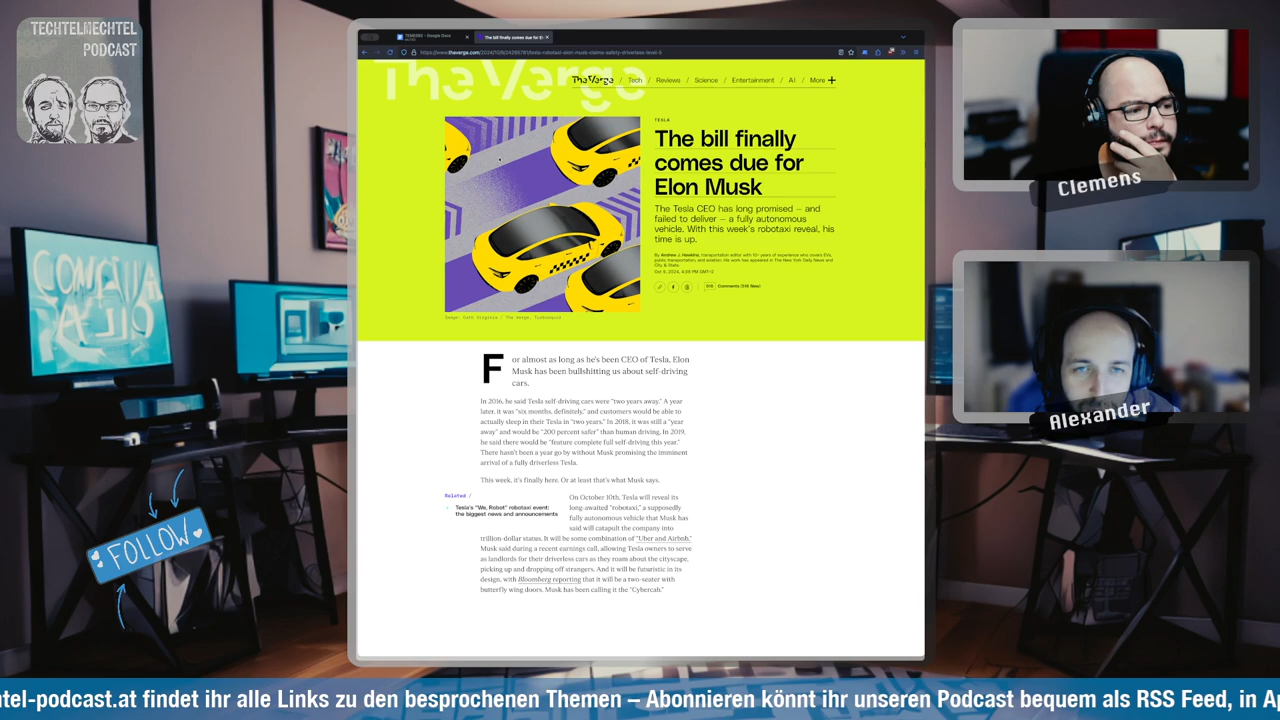 TECHTELMECHTEL
PODCAST
TEMEI082 - Google Docs
The bill finally comes due for E
https://www.theverge.com/2024/10/9/24265781/tesla-robotaxi-elon-musk-claims-safety-driverless-level-5
The Verge
TheVerge / Tech / Reviews / Science / Entertainment / AI / More +
TESLA
The bill finally
comes due for
Elon Musk
The Tesla CEO has long promised — and
failed to deliver — a fully autonomous
vehicle. With this week's robotaxi reveal, his
time is up.
By Andrew J. Hawkins, transportation editor with 10+ years of experience who covers EVs,
public transportation, and aviation. His work has appeared in The New York Daily News and
City & State.
Oct 9, 2024, 4:36 PM GMT+2
Comments
Image: Cath Virginia / The Verge, Turbosquid
For almost as long as he's been CEO of Tesla, Elon
Musk has been bullshitting us about self-driving
cars.
In 2016, he said Tesla self-driving cars were "two years away." A year
later, it was "six months, definitely," and customers would be able to
actually sleep in their Tesla in "two years." In 2018, it was still a "year
away" and would be "200 percent safer" than human driving. In 2019,
he said there would be "feature complete full self-driving this year."
There hasn't been a year go by without Musk promising the imminent
arrival of a fully driverless Tesla.
This week, it's finally here. Or at least that's what Musk says.
Related /
Tesla's "We, Robot" robotaxi event:
the biggest news and announcements
On October 10th, Tesla will reveal its
long-awaited "robotaxi," a supposedly
fully autonomous vehicle that Musk has
said will catapult the company into
trillion-dollar status. It will be some combination of "Uber and Airbnb,"
Musk said during a recent earnings call, allowing Tesla owners to serve
as landlords for their driverless cars as they roam about the cityscape,
picking up and dropping off strangers. And it will be futuristic in its
design, with Bloomberg reporting that it will be a two-seater with
butterfly wing doors. Musk has been calling it the "Cybercab."
Clemens
Alexander
FOLLOW
tel-podcast.at findet ihr alle Links zu den besprochenen Themen – Abonnieren könnt ihr unseren Podcast bequem als RSS Feed, in